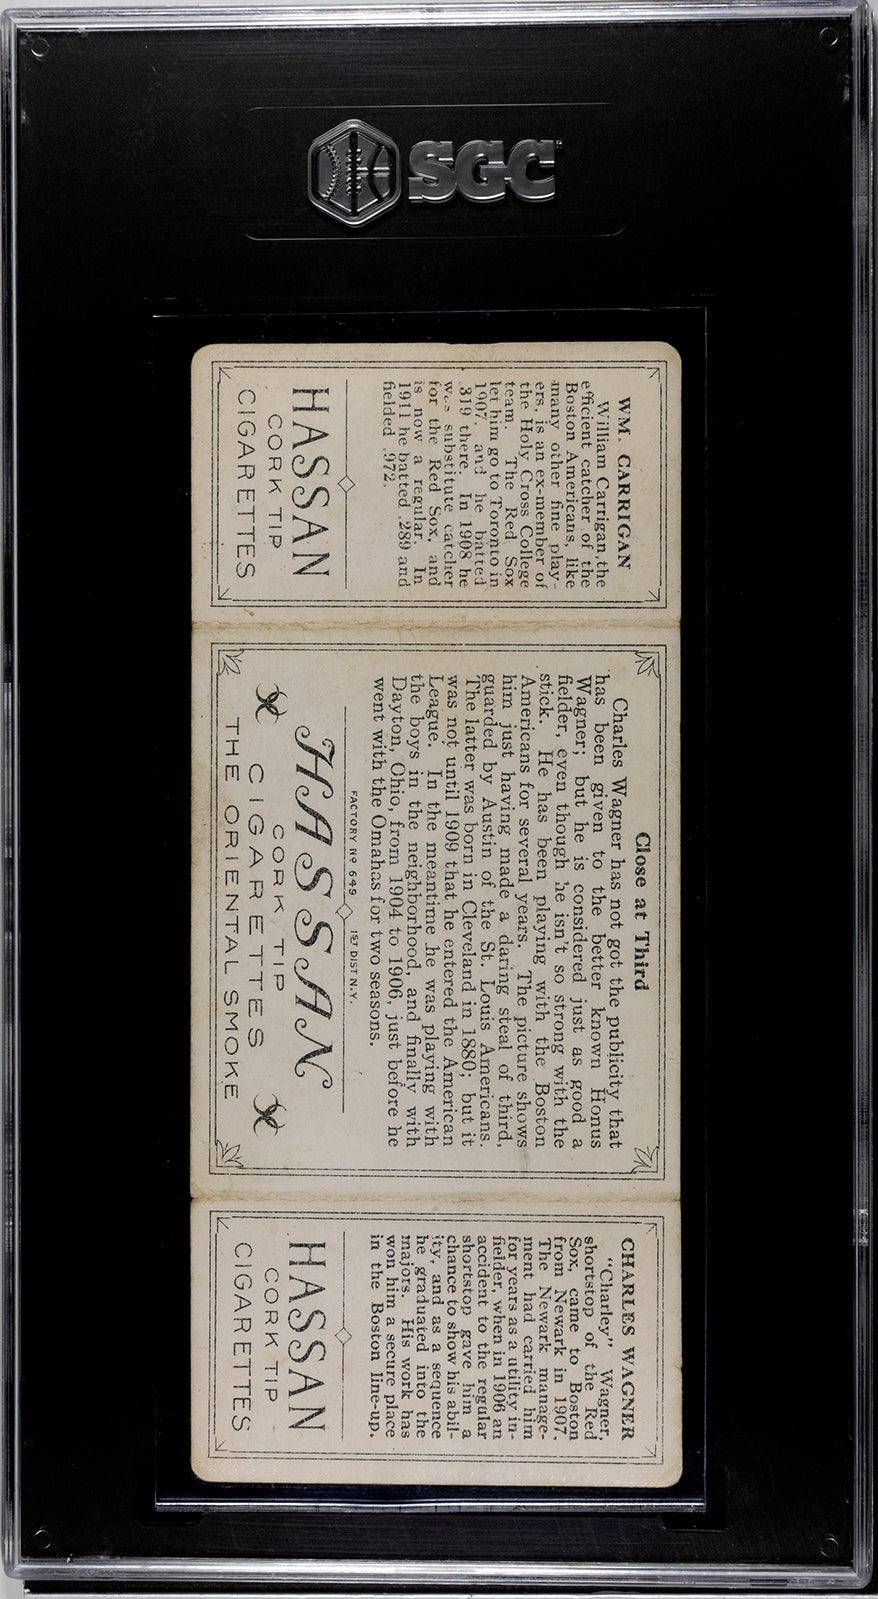 SGC
WM. CARRIGAN
William Carrigan, the
efficient catcher of the
Boston Americans, like
many other fine play-
ers, is an ex-member of
the Holy Cross College
team. The Red Sox
let him go to Toronto in
1907, and he batted
.319 there. In 1908 he
was substitute catcher
for the Red Sox, and
is now a regular. In
1911 he batted .289 and
fielded .972.
HASSAN
CORK TIP
CIGARETTES
Close at Third
Charles Wagner has not got the publicity that
has been given to the better known Honus
Wagner; but he is considered just as good a
fielder, even though he isn't so strong with the
stick. He has been playing with the Boston
Americans for several years. The picture shows
him just having made a daring steal of third,
guarded by Austin of the St. Louis Americans.
The latter was born in Cleveland in 1880; but it
was not until 1909 that he entered the American
League. In the meantime he was playing with
the boys in the neighborhood, and finally with
Dayton, Ohio, from 1904 to 1906, just before he
went with the Omahas for two seasons.
FACTORY Nº 649 1ST DIST. N.Y.
HASSAN
CORK TIP
CIGARETTES
THE ORIENTAL SMOKE
CHARLES WAGNER
"Charley" Wagner,
shortstop of the Red
Sox, came to Boston
from Newark in 1907.
The Newark manage-
ment had carried him
for years as a utility in-
fielder, when in 1906 an
accident to the regular
shortstop gave him a
chance to show his abil-
ity, and as a sequence
he graduated into the
majors. His work has
won him a secure place
in the Boston line-up.
HASSAN
CORK TIP
CIGARETTES